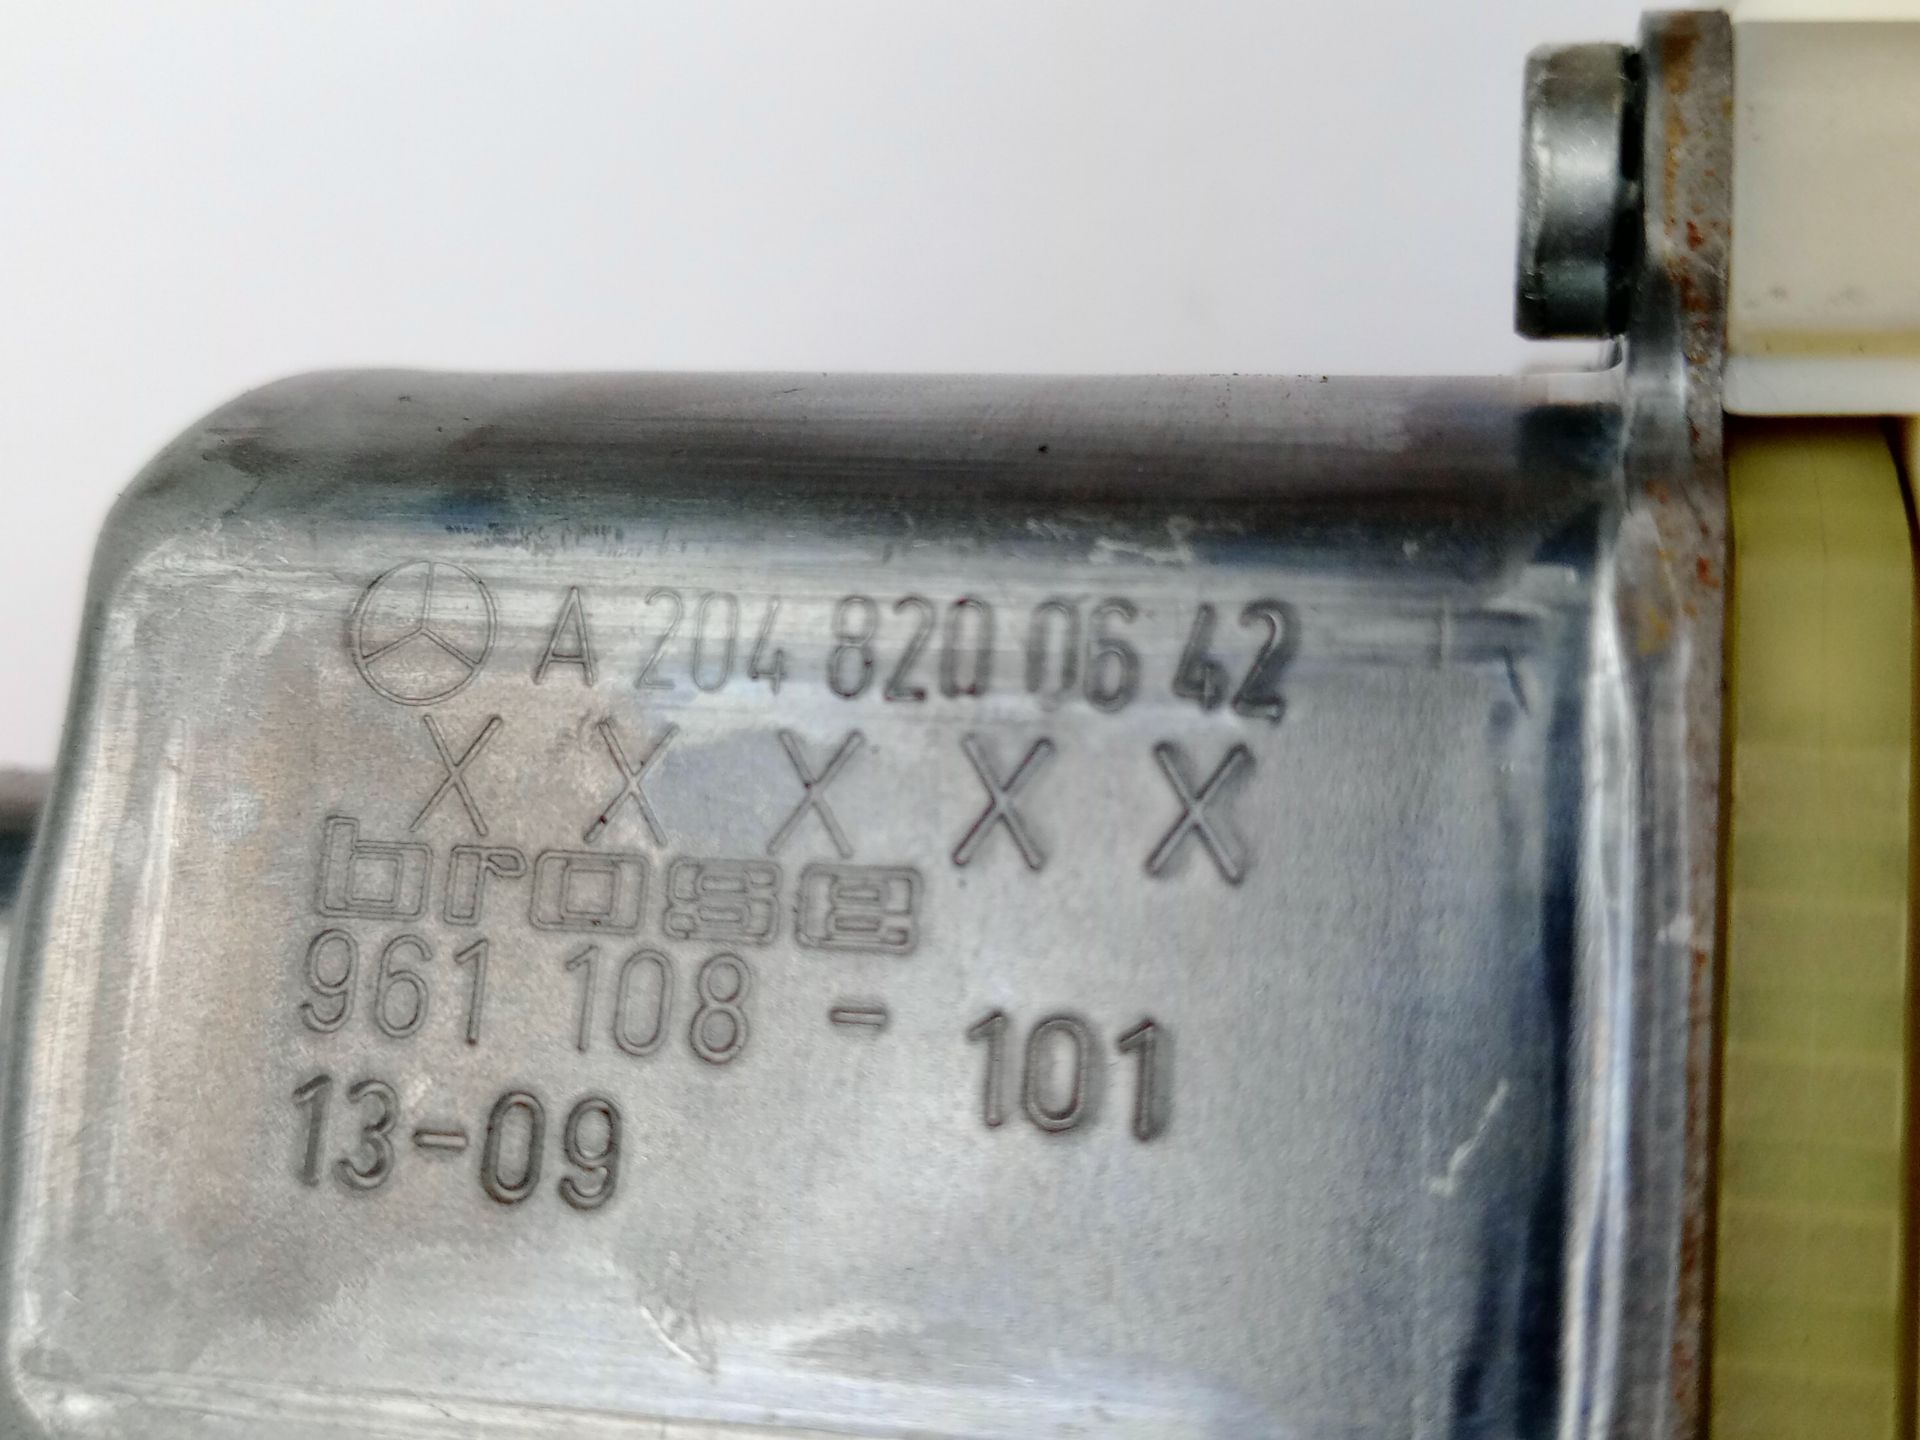 A 204 820 06 42
X X X X X
brose
961 108 - 101
13-09